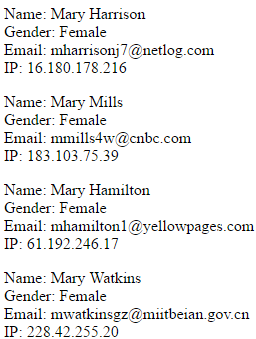 Name: Mary Harrison
Gender: Female
Email: mharrisonj7@netlog.com
IP: 16.180.178.216
Name: Mary Mills
Gender: Female
Email: mmills4w@cnbc.com
IP: 183.103.75.39
Name: Mary Hamilton
Gender: Female
Email: mhamilton1@yellowpages.com
IP: 61.192.246.17
Name: Mary Watkins
Gender: Female
Email: mwatkinsgz@miitbeian.gov.cn
IP: 228.42.255.20